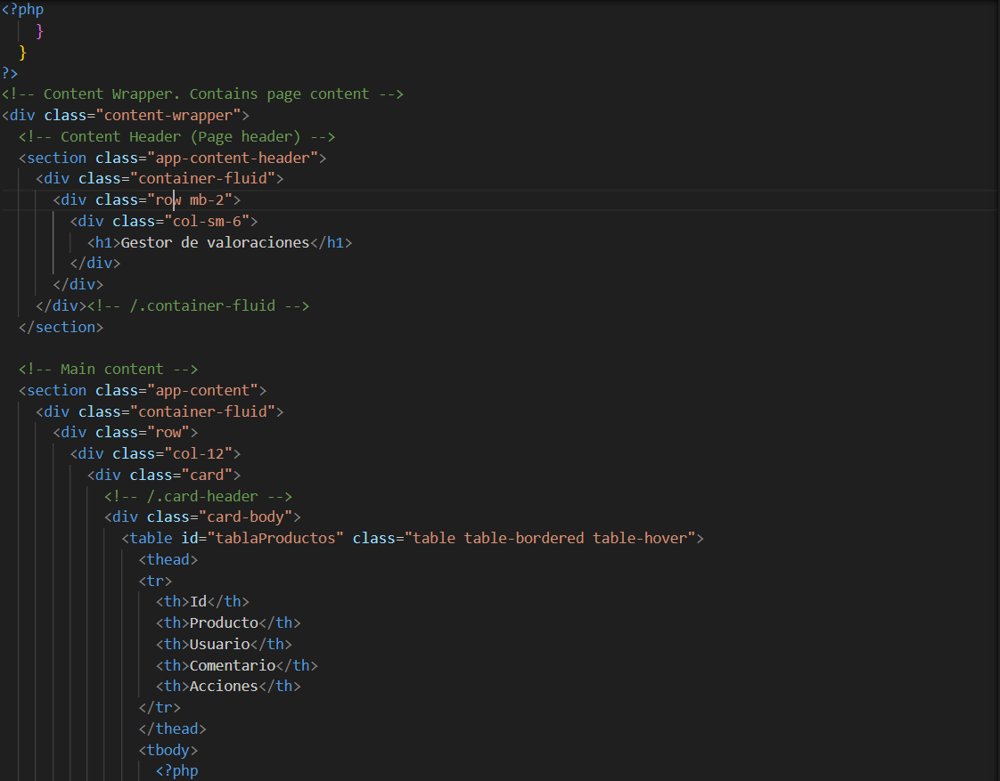 <?php
    }
  }
?>
<!-- Content Wrapper. Contains page content -->
<div class="content-wrapper">
  <!-- Content Header (Page header) -->
  <section class="app-content-header">
    <div class="container-fluid">
      <div class="row mb-2">
        <div class="col-sm-6">
          <h1>Gestor de valoraciones</h1>
        </div>
      </div>
    </div><!-- /.container-fluid -->
  </section>

  <!-- Main content -->
  <section class="app-content">
    <div class="container-fluid">
      <div class="row">
        <div class="col-12">
          <div class="card">
            <!-- /.card-header -->
            <div class="card-body">
              <table id="tablaProductos" class="table table-bordered table-hover">
                <thead>
                <tr>
                  <th>Id</th>
                  <th>Producto</th>
                  <th>Usuario</th>
                  <th>Comentario</th>
                  <th>Acciones</th>
                </tr>
                </thead>
                <tbody>
                  <?php